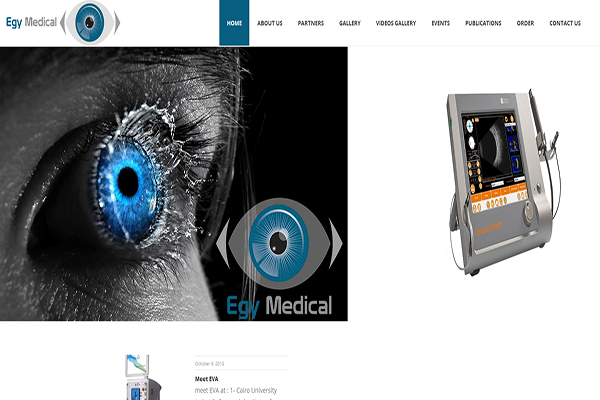 Egy Medical
HOME
ABOUT US
PARTNERS
GALLERY
VIDEOS GALLERY
EVENTS
PUBLICATIONS
ORDER
CONTACT US
Egy Medical
October 9, 2015
Meet EVA
meet EVA at : 1- Cairo University